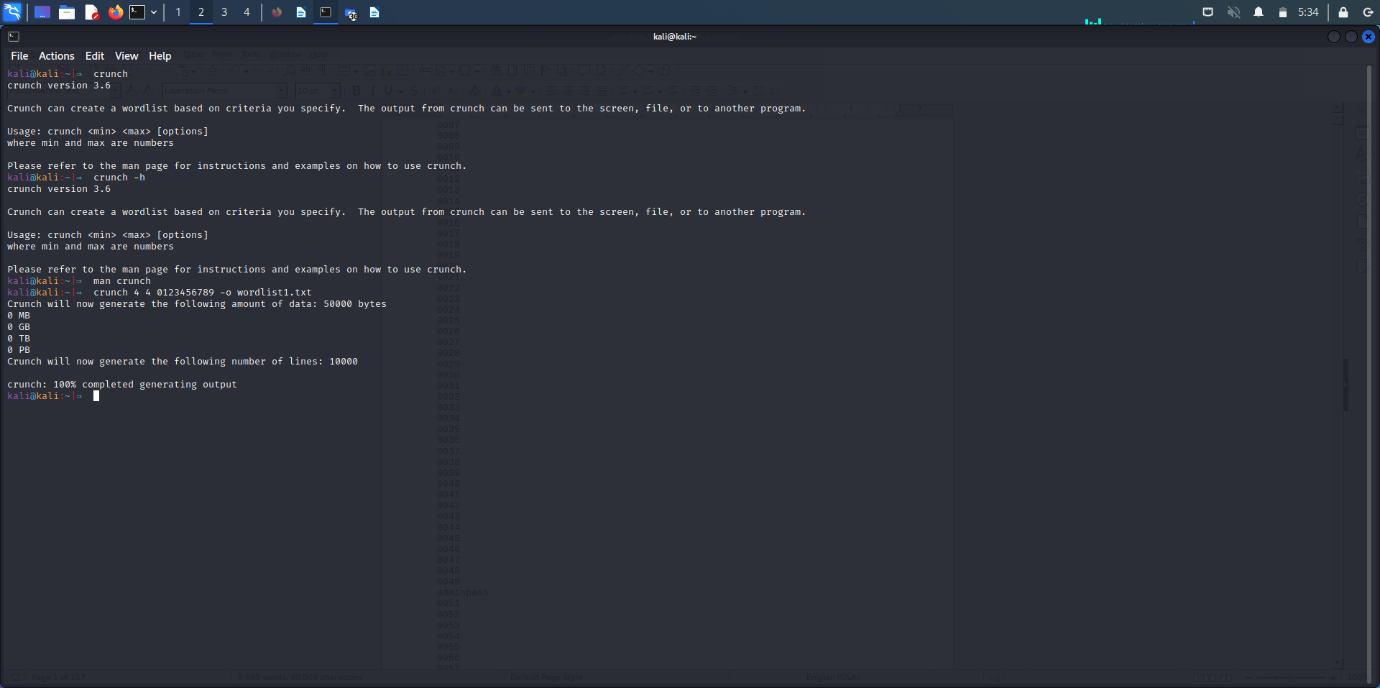 1 2 3 4 5:34
kali@kali:~
File Actions Edit View Help
kali@kali:~|⇒ crunch
crunch version 3.6
Crunch can create a wordlist based on criteria you specify.  The output from crunch can be sent to the screen, file, or to another program.
Usage: crunch <min> <max> [options]
where min and max are numbers
Please refer to the man page for instructions and examples on how to use crunch.
kali@kali:~|⇒ crunch -h
crunch version 3.6
Crunch can create a wordlist based on criteria you specify.  The output from crunch can be sent to the screen, file, or to another program.
Usage: crunch <min> <max> [options]
where min and max are numbers
Please refer to the man page for instructions and examples on how to use crunch.
kali@kali:~|⇒ man crunch
kali@kali:~|⇒ crunch 4 4 0123456789 -o wordlist1.txt
Crunch will now generate the following amount of data: 50000 bytes
0 MB
0 GB
0 TB
0 PB
Crunch will now generate the following number of lines: 10000
crunch: 100% completed generating output
kali@kali:~|⇒